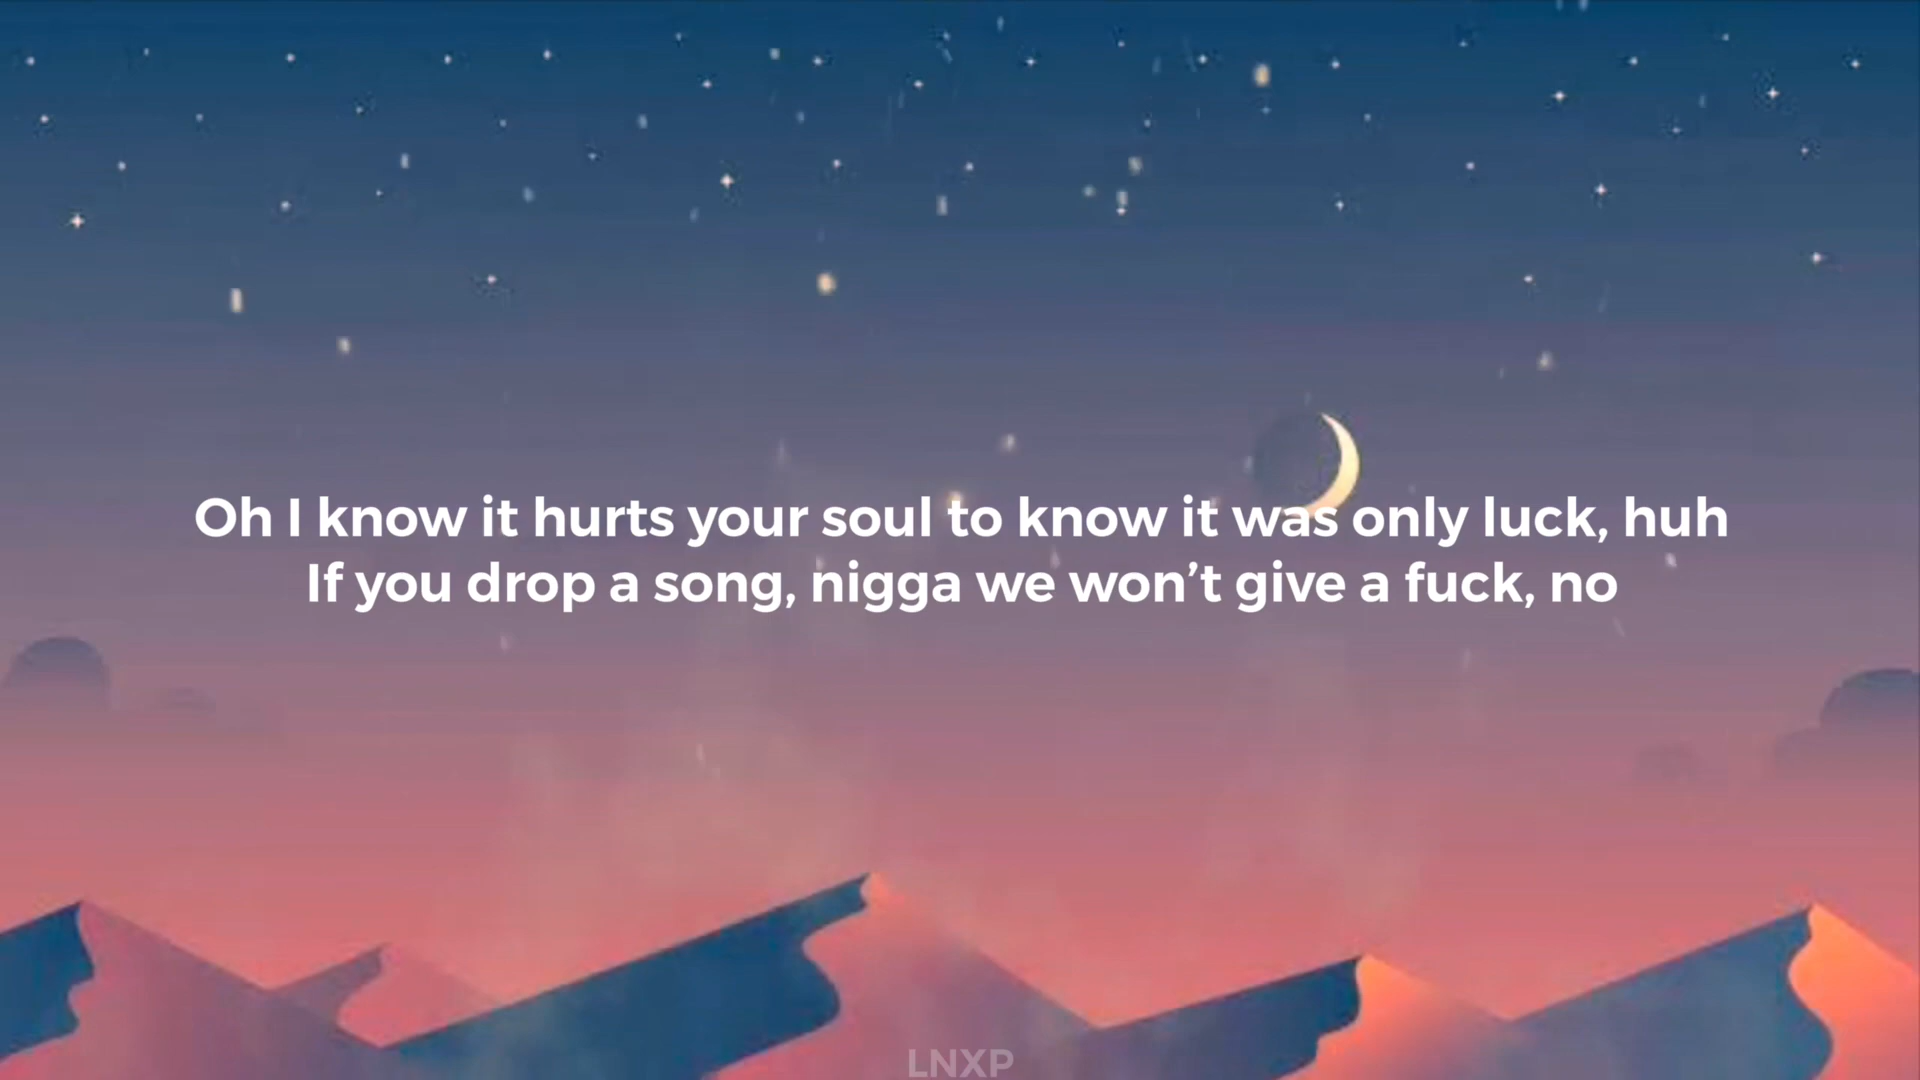 Oh I know it hurts your soul to know it was only luck, huh
If you drop a song, nigga we won’t give a fuck, no
LNXP